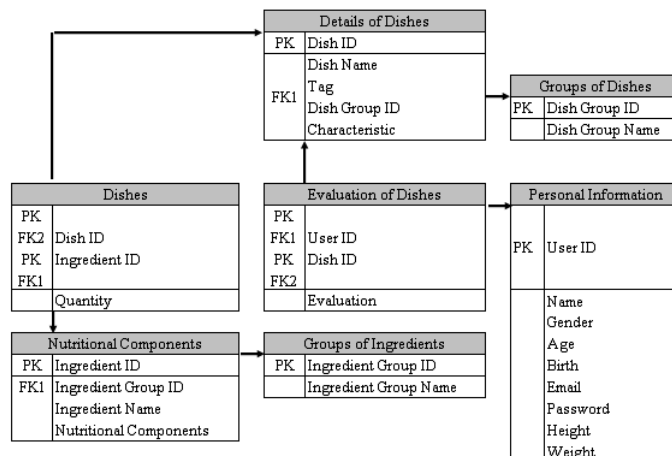 Details of Dishes
PK Dish ID
Dish Name
Tag
FK1
Dish Group ID
Characteristic
Groups of Dishes
PK Dish Group ID
Dish Group Name
Dishes
PK
FK2 Dish ID
PK Ingredient ID
FK1
Quantity
Evaluation of Dishes
PK
FK1 User ID
PK Dish ID
FK2
Evaluation
Personal Information
PK User ID
Name
Gender
Age
Birth
Email
Password
Height
Weight
Nutritional Components
PK Ingredient ID
FK1 Ingredient Group ID
Ingredient Name
Nutritional Components
Groups of Ingredients
PK Ingredient Group ID
Ingredient Group Name